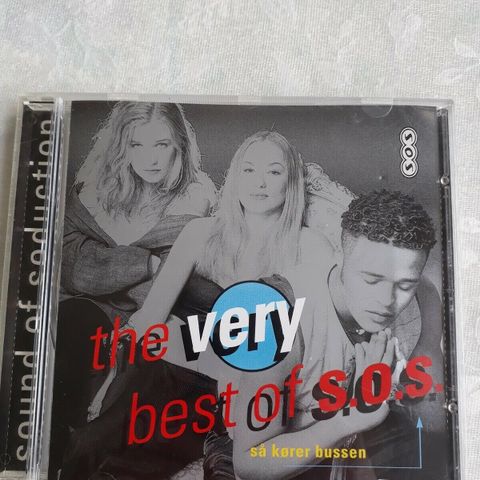 sound of seduction
SOS
the very
best of s.o.s.
så kører bussen